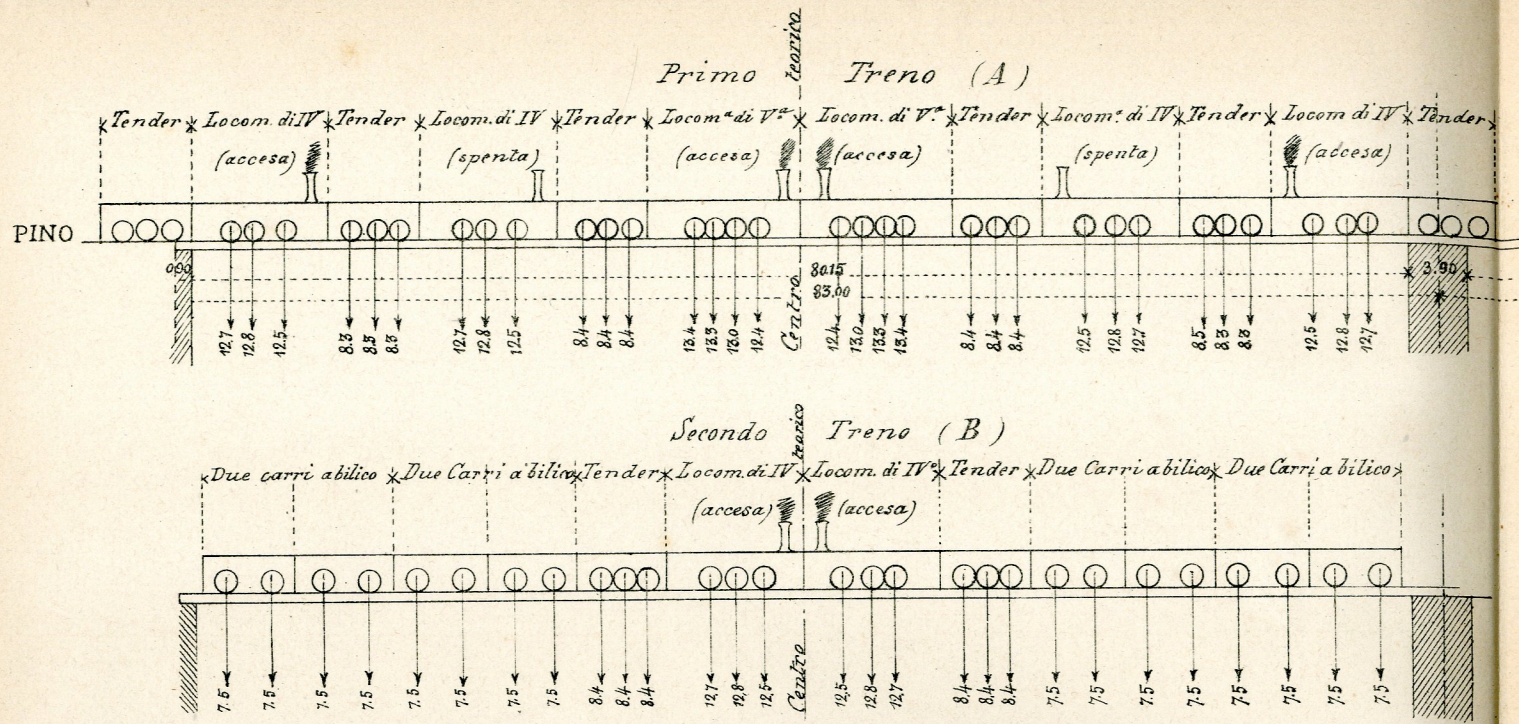 Primo teorico Treno (A)
Tender Locom. di IV Tender Locom. di IV Tender Locomª di Vª Locom. di Vª Tender Locomª di IV Tender Locom di IV Tender
(accesa) (spenta) (accesa) (accesa) (spenta) (accesa)
PINO
0,90 80.15 3.90
83,00
Centro
12.7 12.8 12.5 8.3 8.3 8.3 12.7 12.8 12.5 8.4 8.4 8.4 13.4 13.3 13.0 12.4 12.4 13.0 13.3 13.4 8.4 8.4 8.4 12.5 12.8 12.7 8.5 8.3 8.3 12.5 12.8 12.7
Secondo teorico Treno (B)
Due carri a bilico Due Carri a bilico Tender Locom. di IV Locom. di IVª Tender Due Carri a bilico Due Carri a bilico
(accesa) (accesa)
Centro
7.5 7.5 7.5 7.5 7.5 7.5 7.5 7.5 8.4 8.4 8.4 12.7 12.8 12.5 12.5 12.8 12.7 8.4 8.4 8.4 7.5 7.5 7.5 7.5 7.5 7.5 7.5 7.5